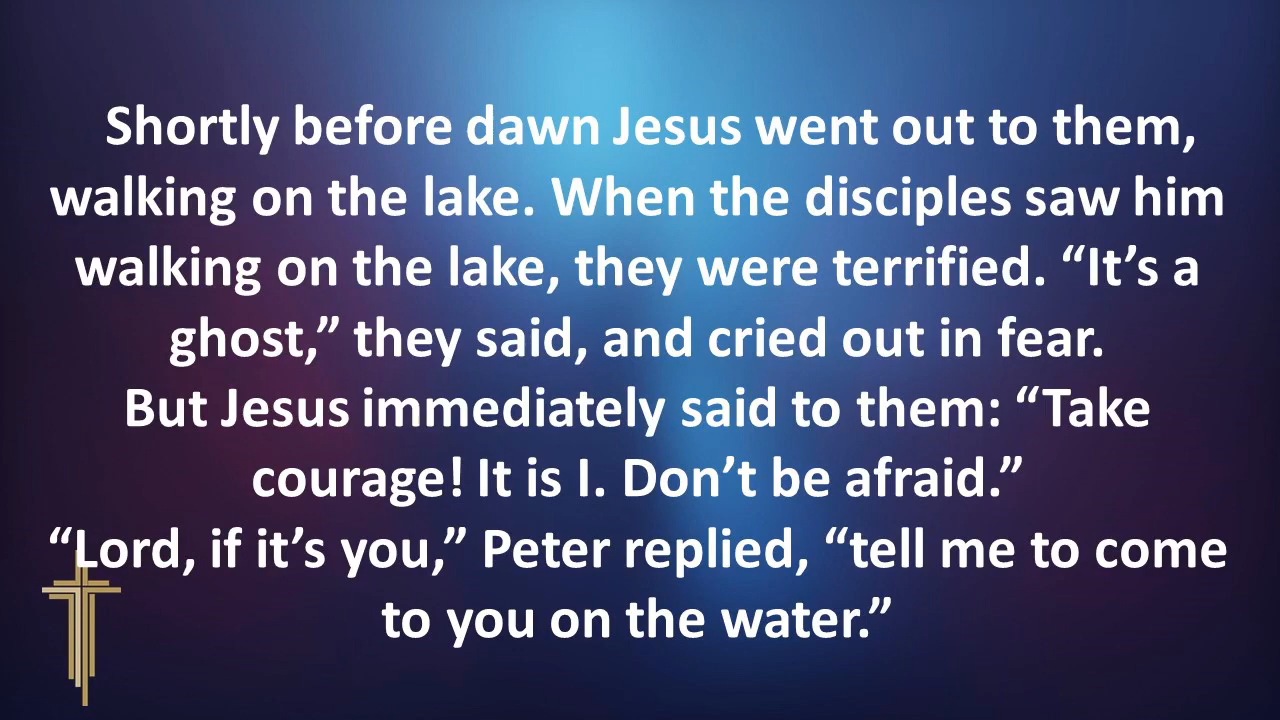 Shortly before dawn Jesus went out to them,
walking on the lake. When the disciples saw him
walking on the lake, they were terrified. “It’s a
ghost,” they said, and cried out in fear.
But Jesus immediately said to them: “Take
courage! It is I. Don’t be afraid.”
“Lord, if it’s you,” Peter replied, “tell me to come
to you on the water.”